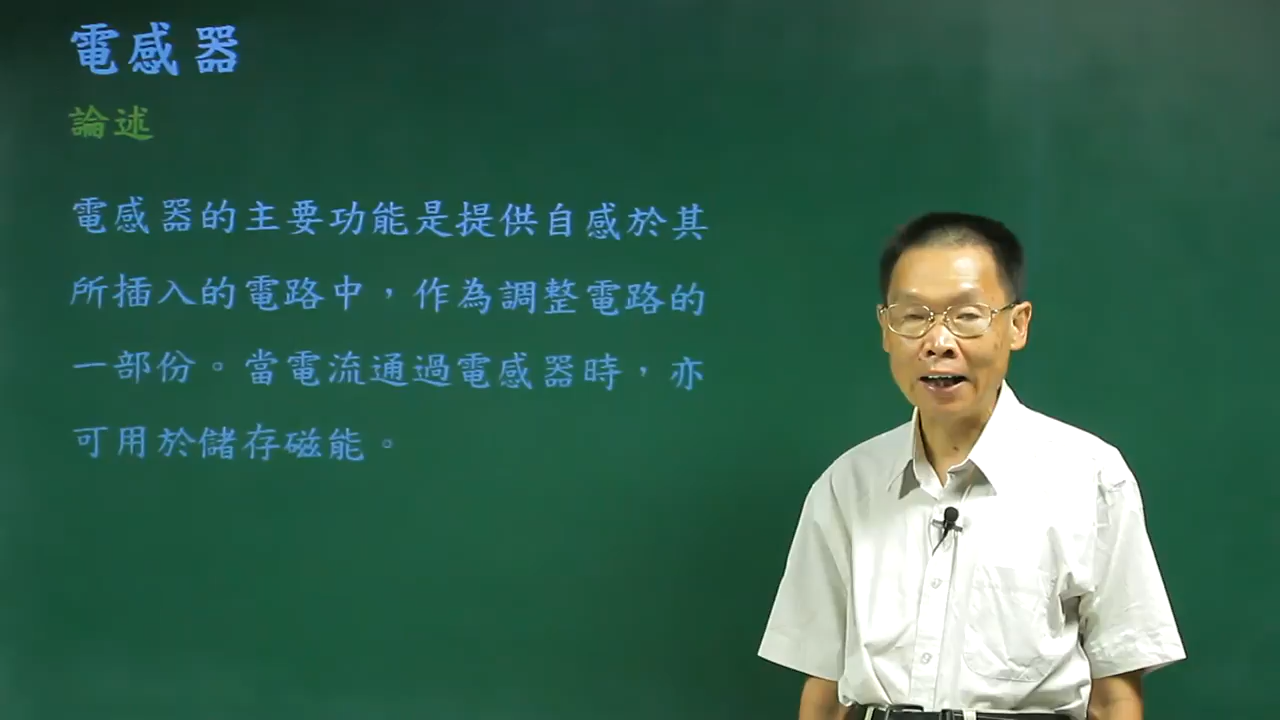 電感器
論述
電感器的主要功能是提供自感於其
所插入的電路中，作為調整電路的
一部份。當電流通過電感器時，亦
可用於儲存磁能。